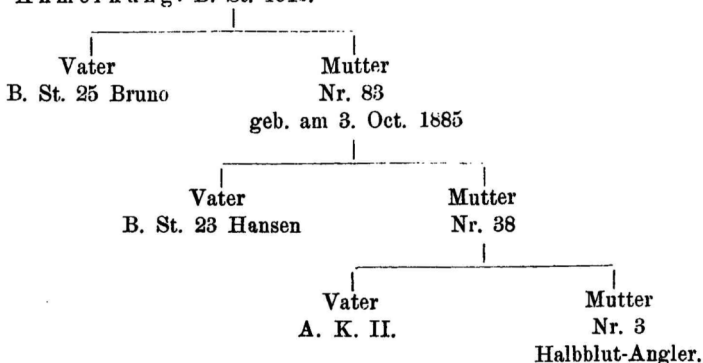 Vater Mutter
B. St. 25 Bruno Nr. 83
geb. am 3. Oct. 1885
Vater Mutter
B. St. 23 Hansen Nr. 38
Vater Mutter
A. K. II. Nr. 3
Halbblut-Angler.